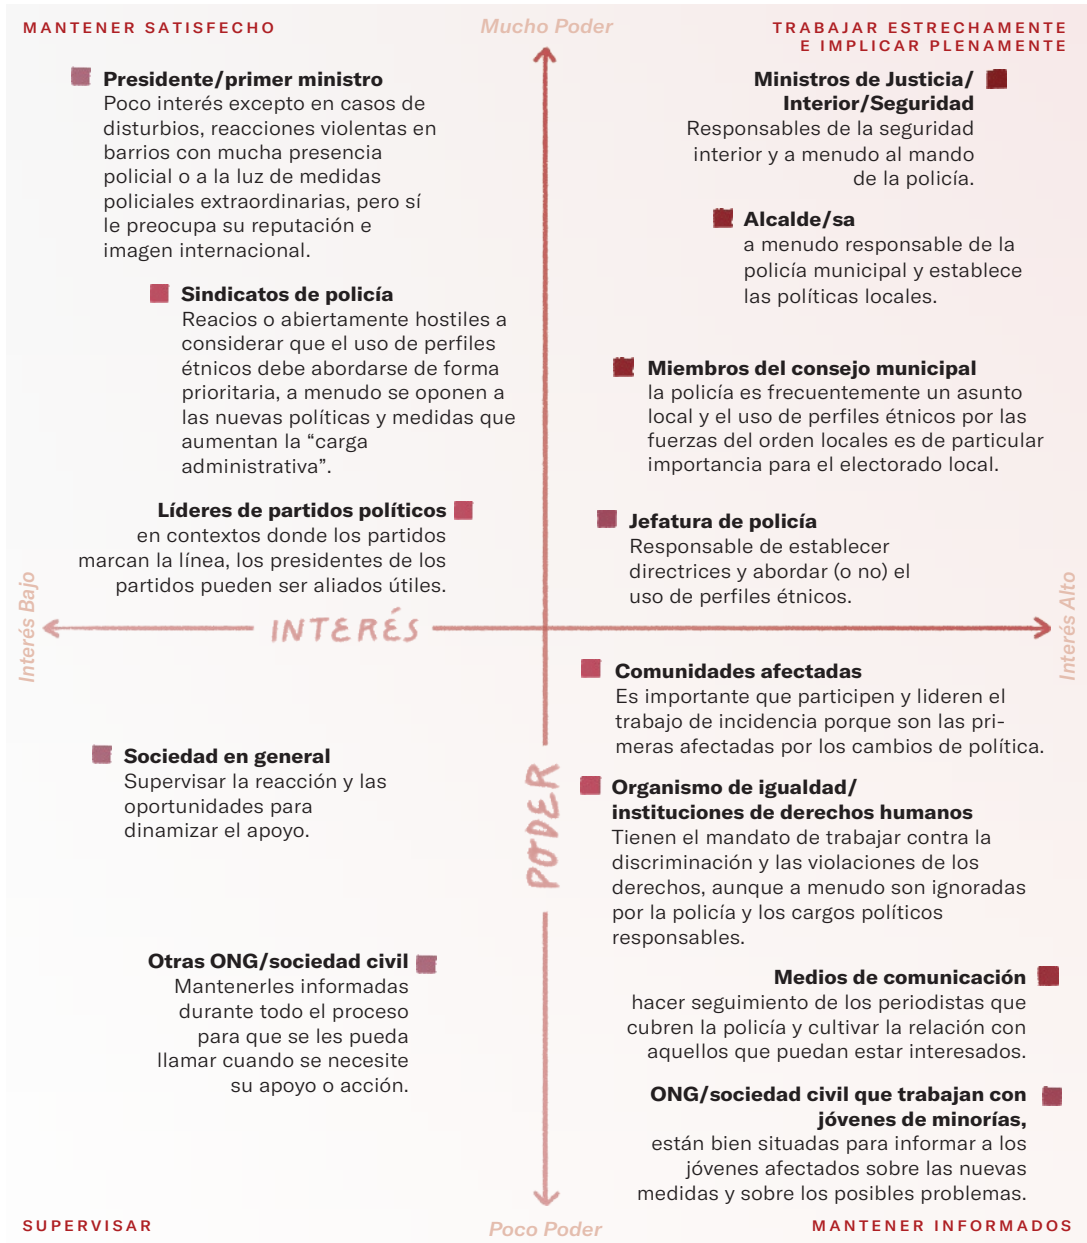 MANTENER SATISFECHO
Mucho Poder
TRABAJAR ESTRECHAMENTE
E IMPLICAR PLENAMENTE
Presidente/primer ministro
Poco interés excepto en casos de
disturbios, reacciones violentas en
barrios con mucha presencia
policial o a la luz de medidas
policiales extraordinarias, pero sí
le preocupa su reputación e
imagen internacional.
Sindicatos de policía
Reacios o abiertamente hostiles a
considerar que el uso de perfiles
étnicos debe abordarse de forma
prioritaria, a menudo se oponen a
las nuevas políticas y medidas que
aumentan la “carga
administrativa”.
Líderes de partidos políticos
en contextos donde los partidos
marcan la línea, los presidentes de los
partidos pueden ser aliados útiles.
Ministros de Justicia/
Interior/Seguridad
Responsables de la seguridad
interior y a menudo al mando
de la policía.
Alcalde/sa
a menudo responsable de la
policía municipal y establece
las políticas locales.
Miembros del consejo municipal
la policía es frecuentemente un asunto
local y el uso de perfiles étnicos por las
fuerzas del orden locales es de particular
importancia para el electorado local.
Jefatura de policía
Responsable de establecer
directrices y abordar (o no) el
uso de perfiles étnicos.
Interés Bajo
INTERÉS
Interés Alto
PODER
Sociedad en general
Supervisar la reacción y las
oportunidades para
dinamizar el apoyo.
Otras ONG/sociedad civil
Mantenerles informadas
durante todo el proceso
para que se les pueda
llamar cuando se necesite
su apoyo o acción.
Comunidades afectadas
Es importante que participen y lideren el
trabajo de incidencia porque son las pri-
meras afectadas por los cambios de política.
Organismo de igualdad/
instituciones de derechos humanos
Tienen el mandato de trabajar contra la
discriminación y las violaciones de los
derechos, aunque a menudo son ignoradas
por la policía y los cargos políticos
responsables.
Medios de comunicación
hacer seguimiento de los periodistas que
cubren la policía y cultivar la relación con
aquellos que puedan estar interesados.
ONG/sociedad civil que trabajan con
jóvenes de minorías,
están bien situadas para informar a los
jóvenes afectados sobre las nuevas
medidas y sobre los posibles problemas.
SUPERVISAR
Poco Poder
MANTENER INFORMADOS